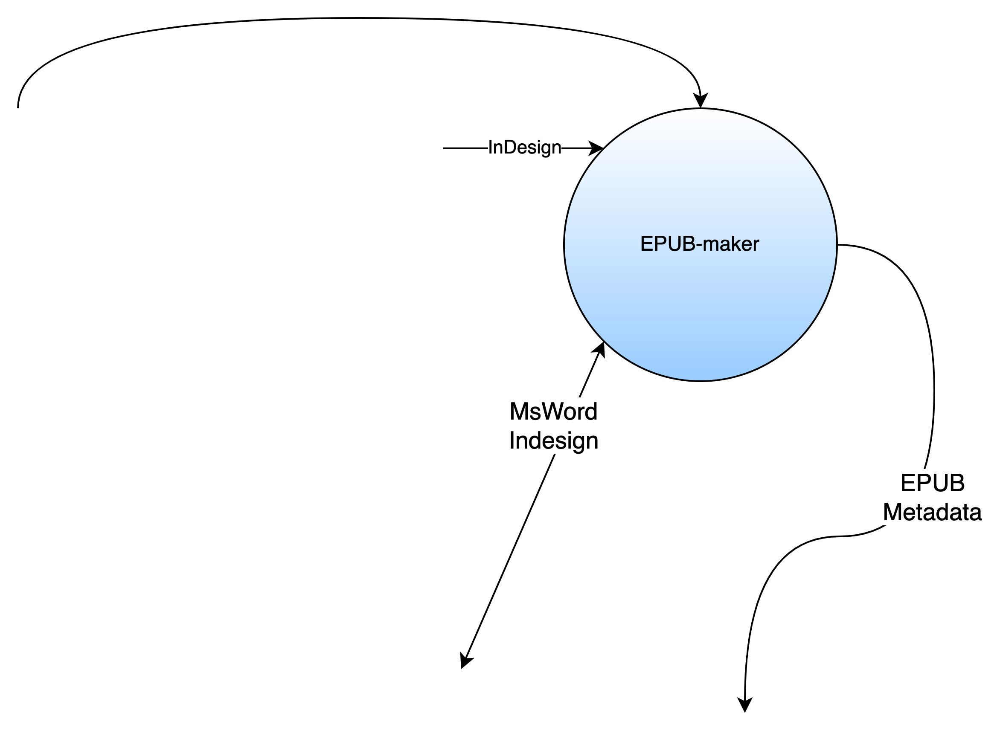 InDesign
EPUB-maker
MsWord
Indesign
EPUB
Metadata